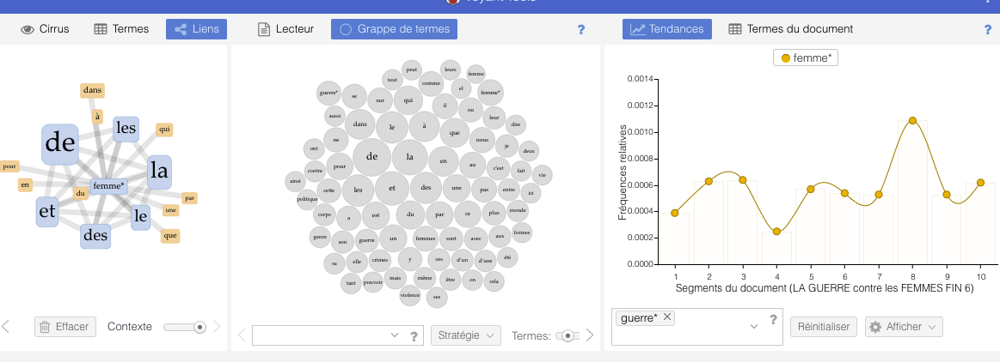 Cirrus Termes Liens Lecteur Grappe de termes ? Tendances Termes du document ?
femme*
dans
à
les
qui
de
la
pour
en
femme*
du
par
et
le
une
des
que
Effacer Contexte
peut leurs femme
tout comme el femme*
guerre* se sur qui il ou
aussi dans le à que leur dire
ne nous je deux
ont de la en au c'est fait vie
contre pour
ainsi cette les et des une pas entre ici
politique
corps a est du par ce plus monde
genre son guerre un femmes sont avec aux formes
sa elle crimes y ces d'un d'une été
tant pouvoir mais même être on cela
violence ses
? Stratégie Termes:
Fréquences relatives
0.0014
0.0012
0.0010
0.0008
0.0006
0.0004
0.0002
0.0000
1 2 3 4 5 6 7 8 9 10
Segments du document (LA GUERRE contre les FEMMES FIN 6)
guerre* × ? Réinitialiser Afficher